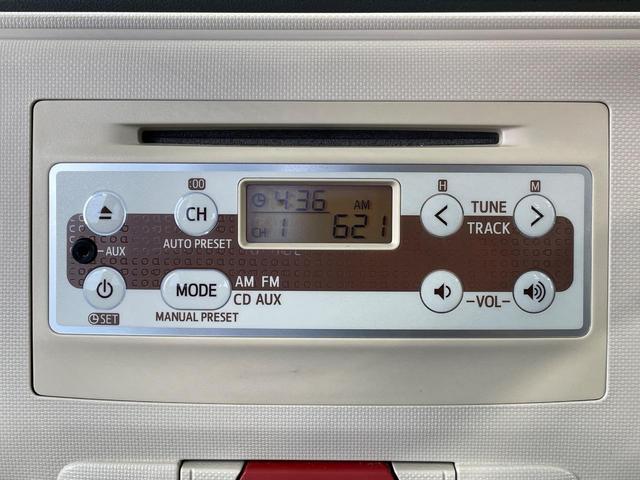 :00
H
M
CH
AUTO PRESET
4:36 AM
CH 1 621
<
TUNE
TRACK
>
-AUX
MODE
AM FM
CD AUX
-VOL-
SET
MANUAL PRESET